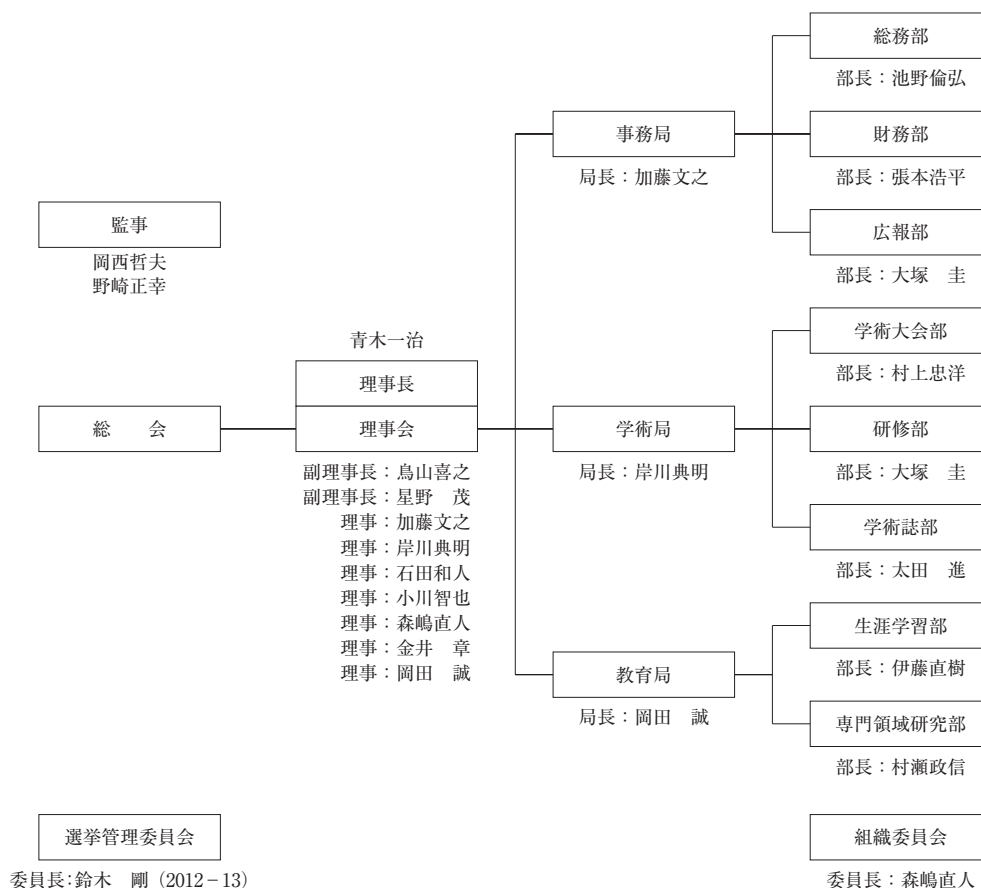 監事
岡西哲夫
野崎正幸
総　　会
青木一治
理事長
理事会
副理事長：鳥山喜之
副理事長：星野　茂
理事：加藤文之
理事：岸川典明
理事：石田和人
理事：小川智也
理事：森嶋直人
理事：金井　章
理事：岡田　誠
事務局
局長：加藤文之
総務部
部長：池野倫弘
財務部
部長：張本浩平
広報部
部長：大塚　圭
学術局
局長：岸川典明
学術大会部
部長：村上忠洋
研修部
部長：大塚　圭
学術誌部
部長：太田　進
教育局
局長：岡田　誠
生涯学習部
部長：伊藤直樹
専門領域研究部
部長：村瀬政信
選挙管理委員会
委員長:鈴木　剛（2012－13）
組織委員会
委員長：森嶋直人